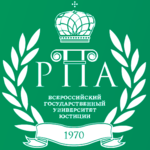 РПА
ВСЕРОССИЙСКИЙ
ГОСУДАРСТВЕННЫЙ
УНИВЕРСИТЕТ
ЮСТИЦИИ
1970